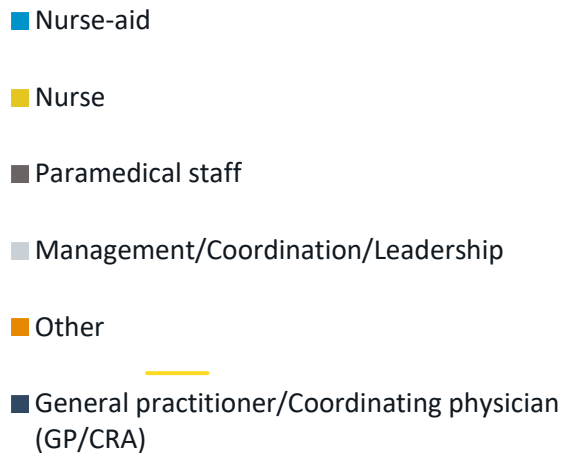 Nurse-aid
Nurse
Paramedical staff
Management/Coordination/Leadership
Other
General practitioner/Coordinating physician
(GP/CRA)